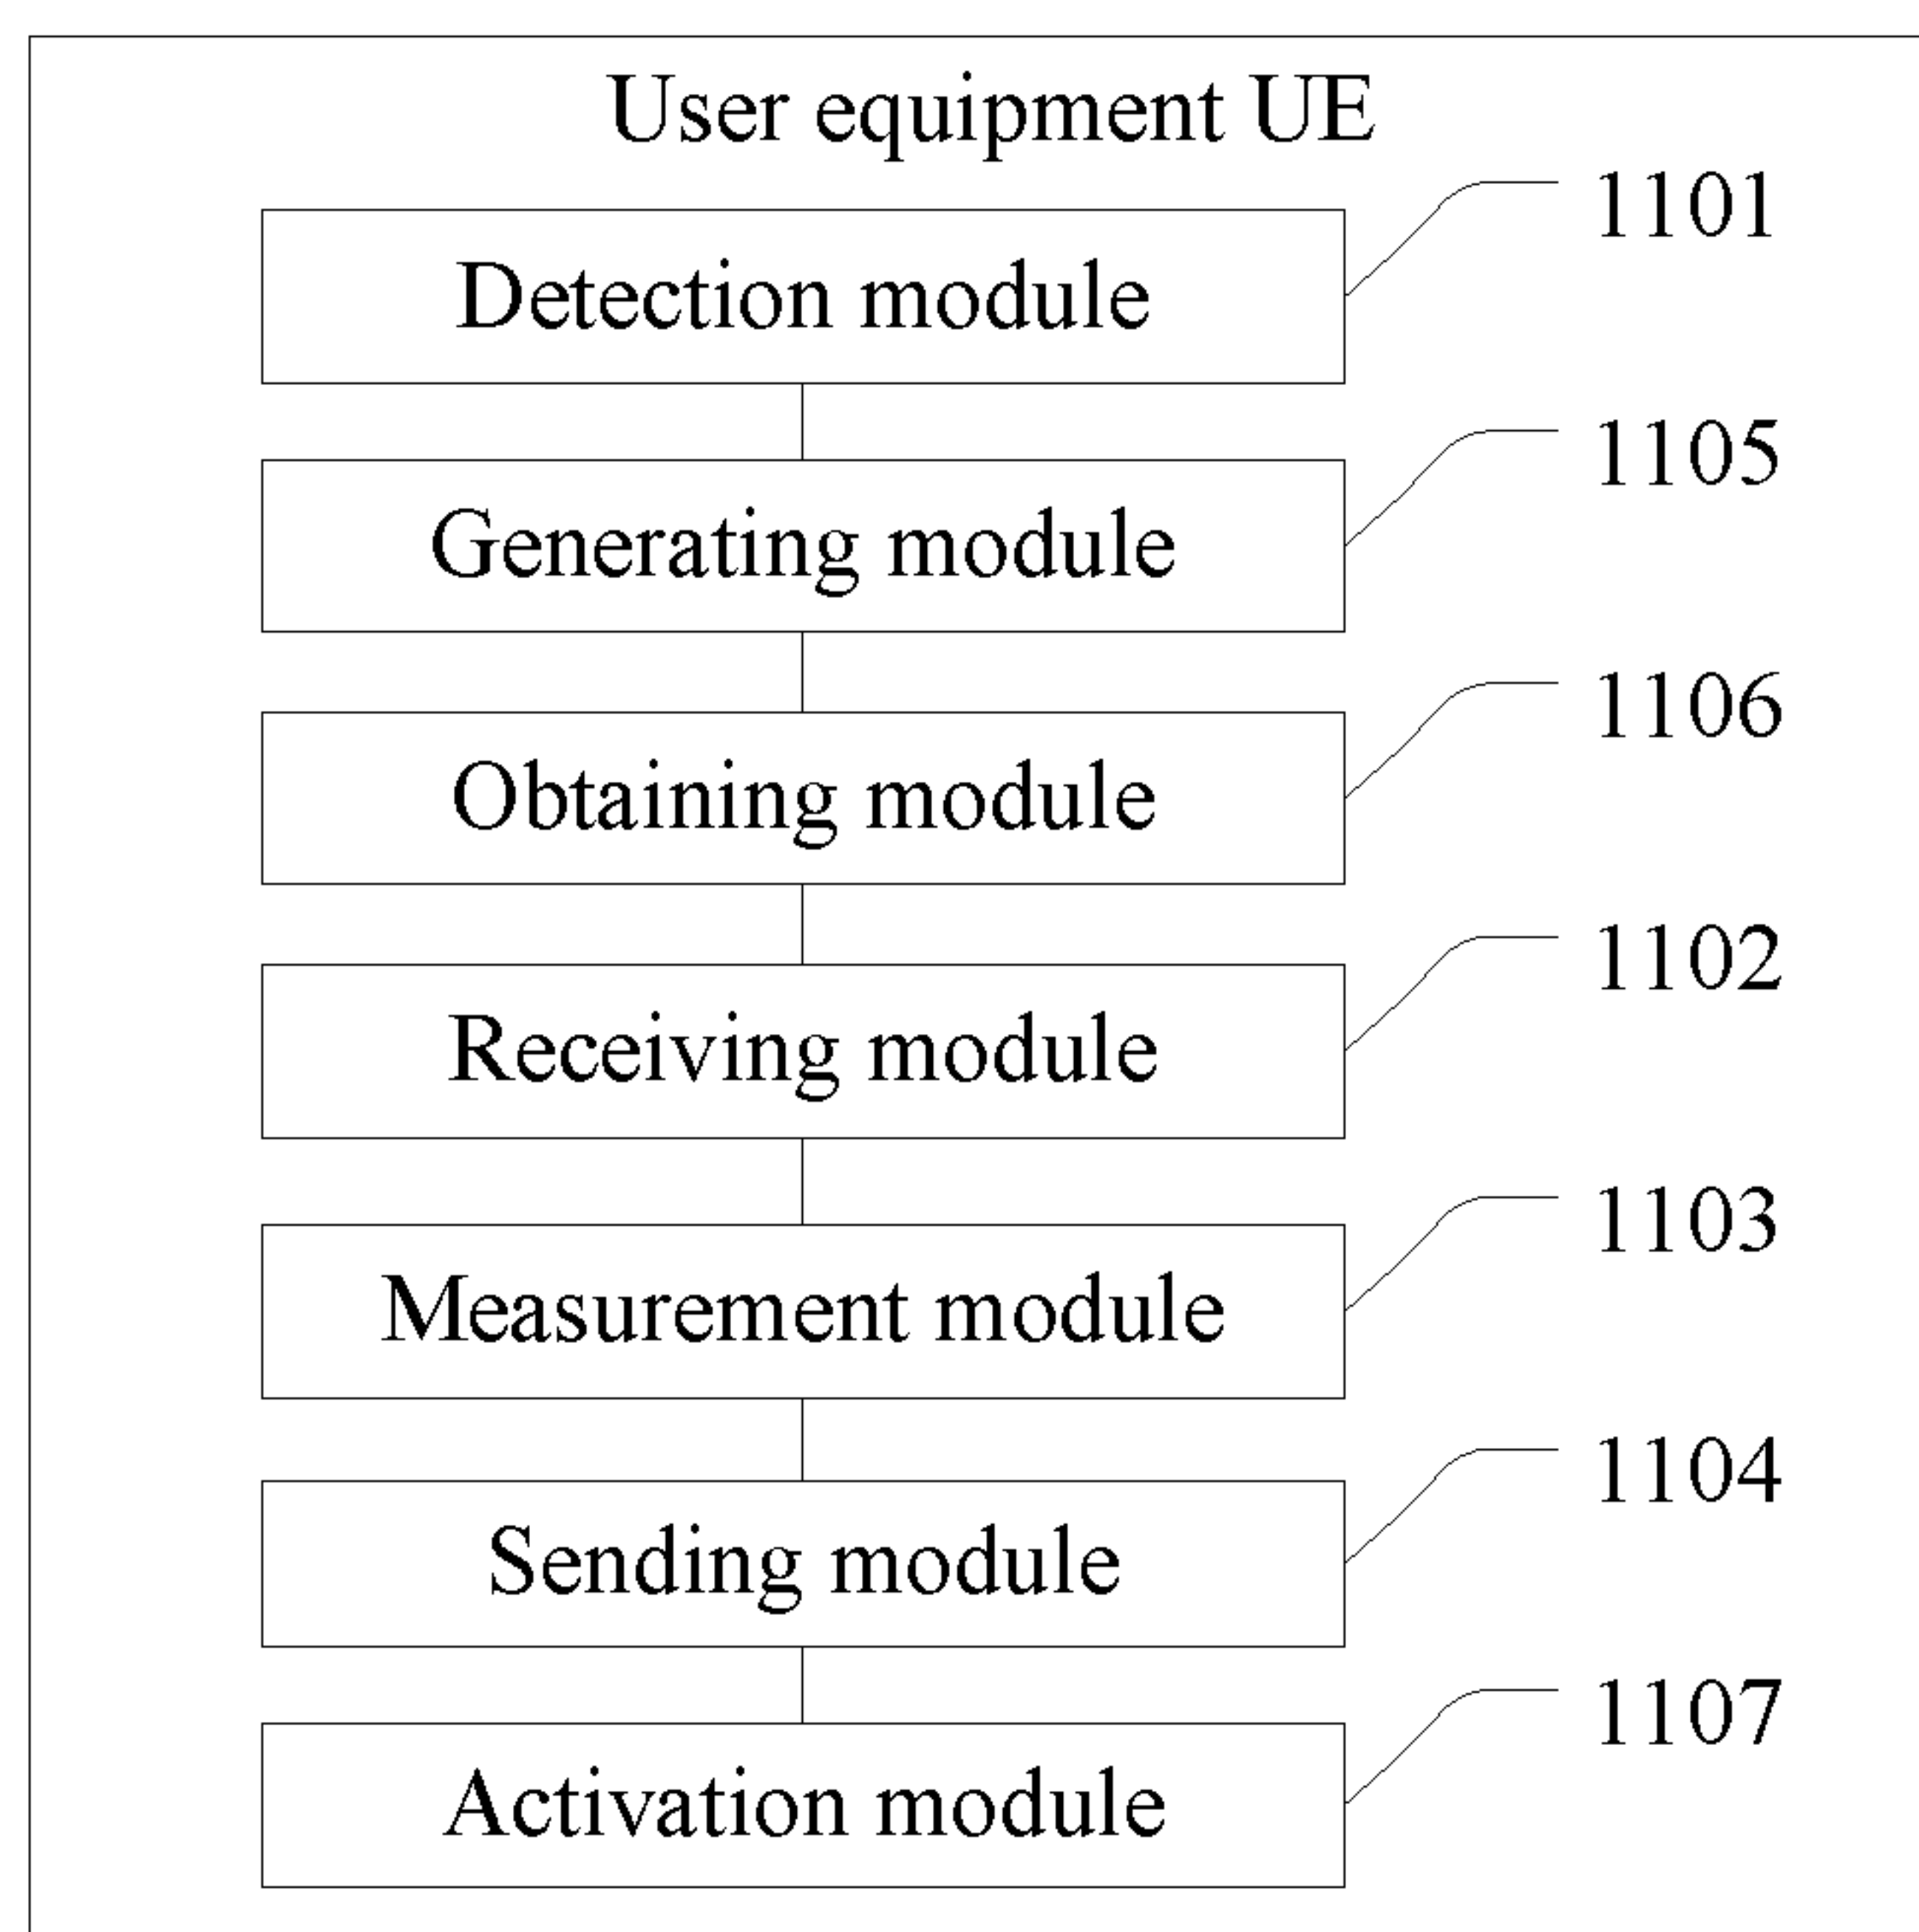 User equipment UE
1101
Detection module
1105
Generating module
1106
Obtaining module
1102
Receiving module
1103
Measurement module
1104
Sending module
1107
Activation module